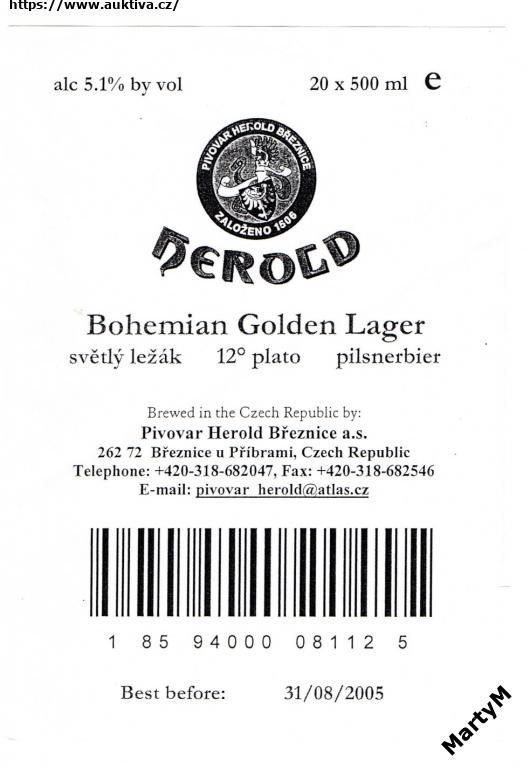 https://www.auktiva.cz/
alc 5.1% by vol 20 x 500 ml e
PIVOVAR HEROLD BŘEZNICE
ZALOŽENO 1506
HEROLD
Bohemian Golden Lager
světlý ležák 12° plato pilsnerbier
Brewed in the Czech Republic by:
Pivovar Herold Březnice a.s.
262 72 Březnice u Příbrami, Czech Republic
Telephone: +420-318-682047, Fax: +420-318-682546
E-mail: pivovar_herold@atlas.cz
1 85 94000 08112 5
Best before: 31/08/2005
MartyM